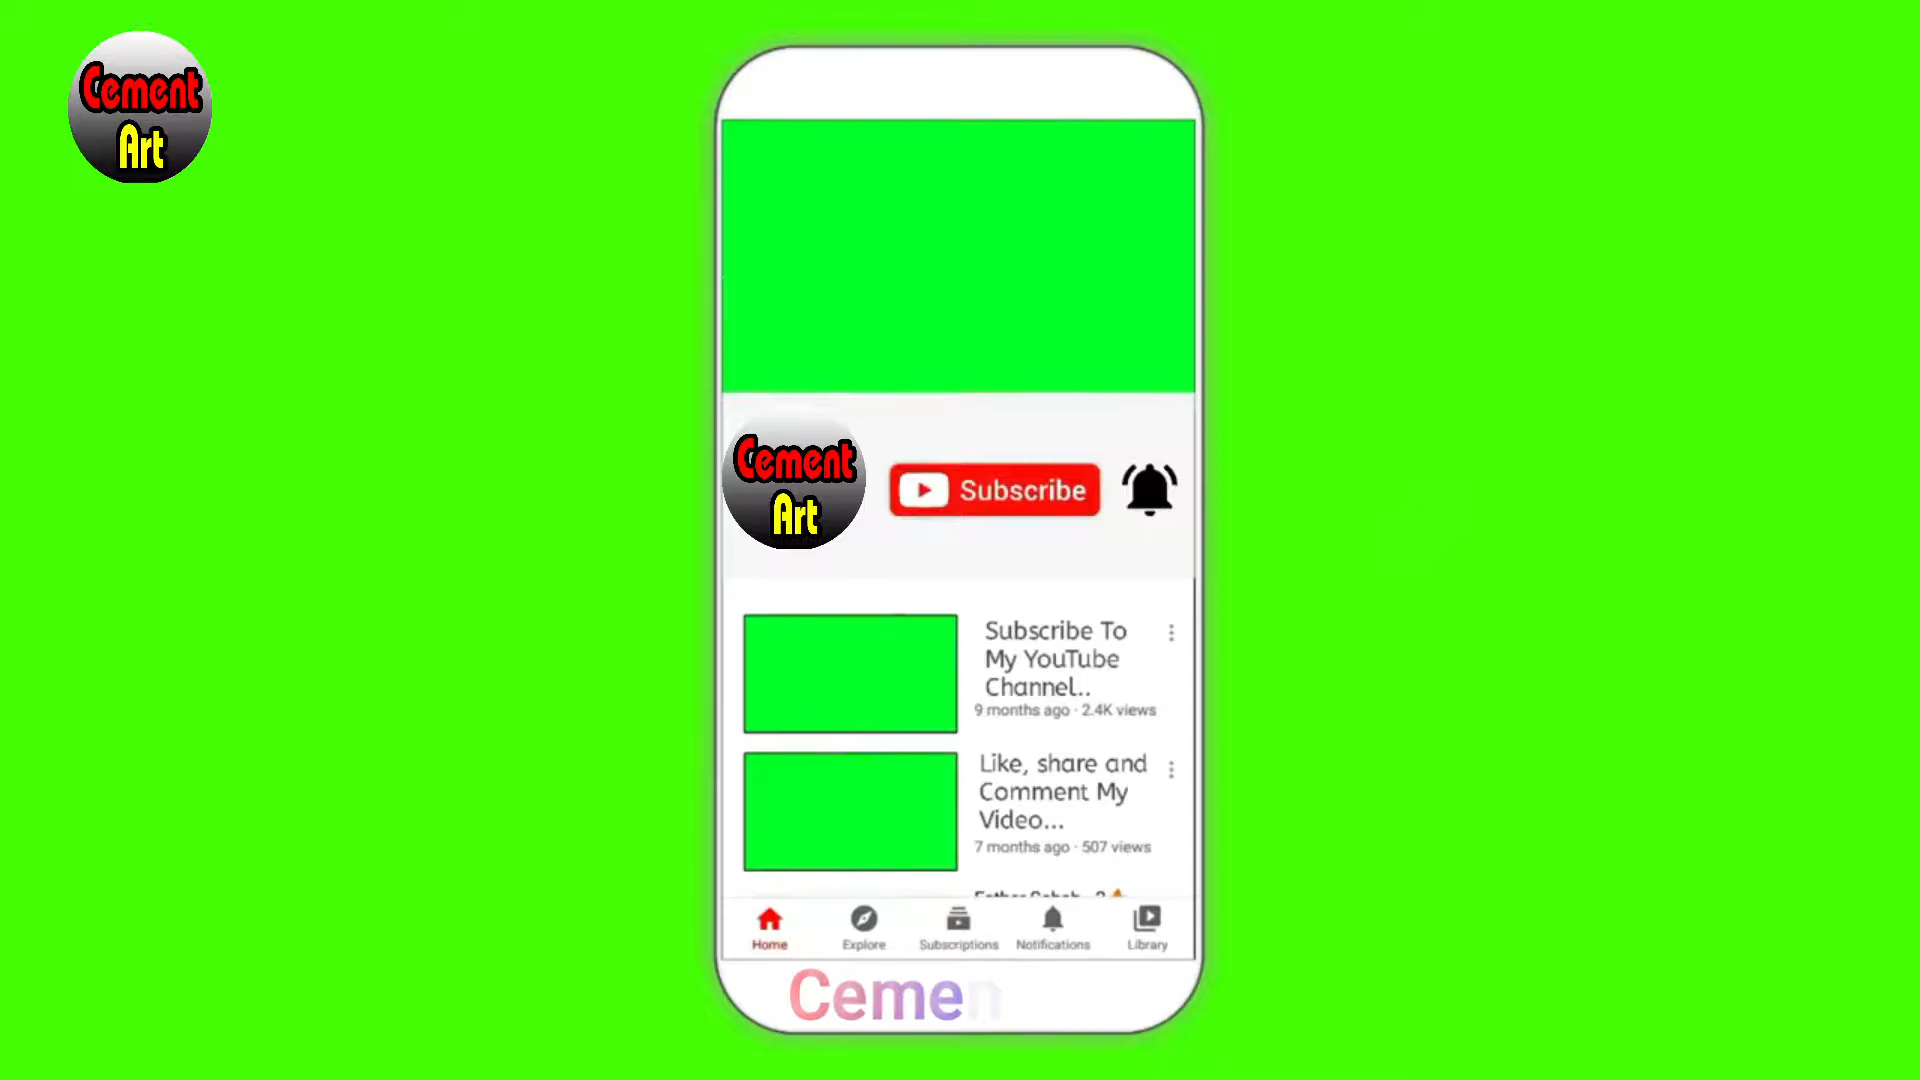 Cement
Art
Cement
Art
Subscribe
Subscribe To
My YouTube
Channel..
9 months ago · 2.4K views
Like, share and
Comment My
Video...
7 months ago · 507 views
Home
Explore
Subscriptions
Notifications
Library
Cemen